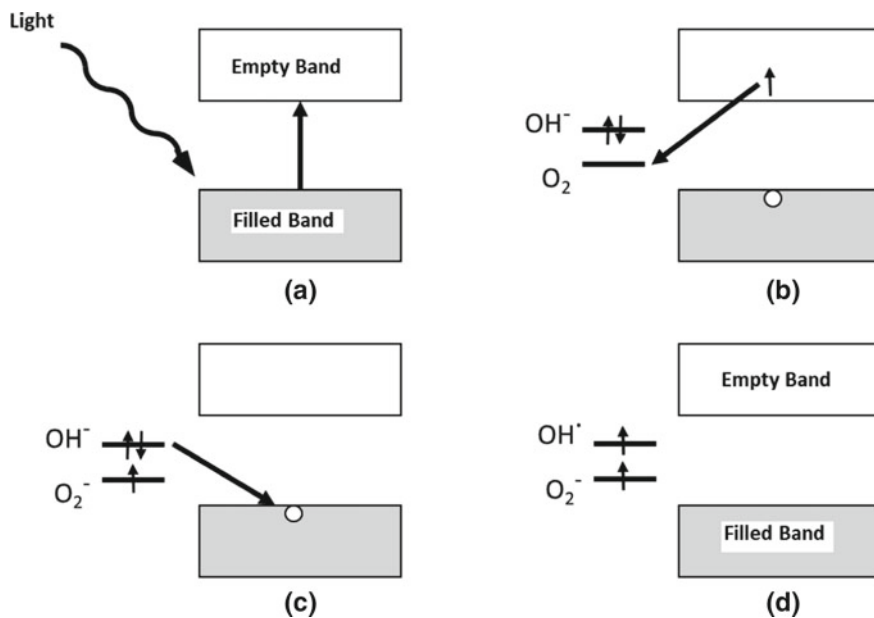 Light
Empty Band
Filled Band
(a)
OH⁻
O₂
(b)
OH⁻
O₂⁻
(c)
Empty Band
OH˙
O₂⁻
Filled Band
(d)